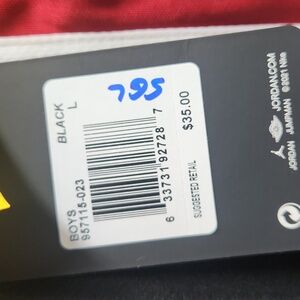 BOYS BLACK
957115-023 L
795
6 33731 92728 7
SUGGESTED RETAIL $35.00
JORDAN JORDAN.COM
JUMPMAN © 2021 Nike